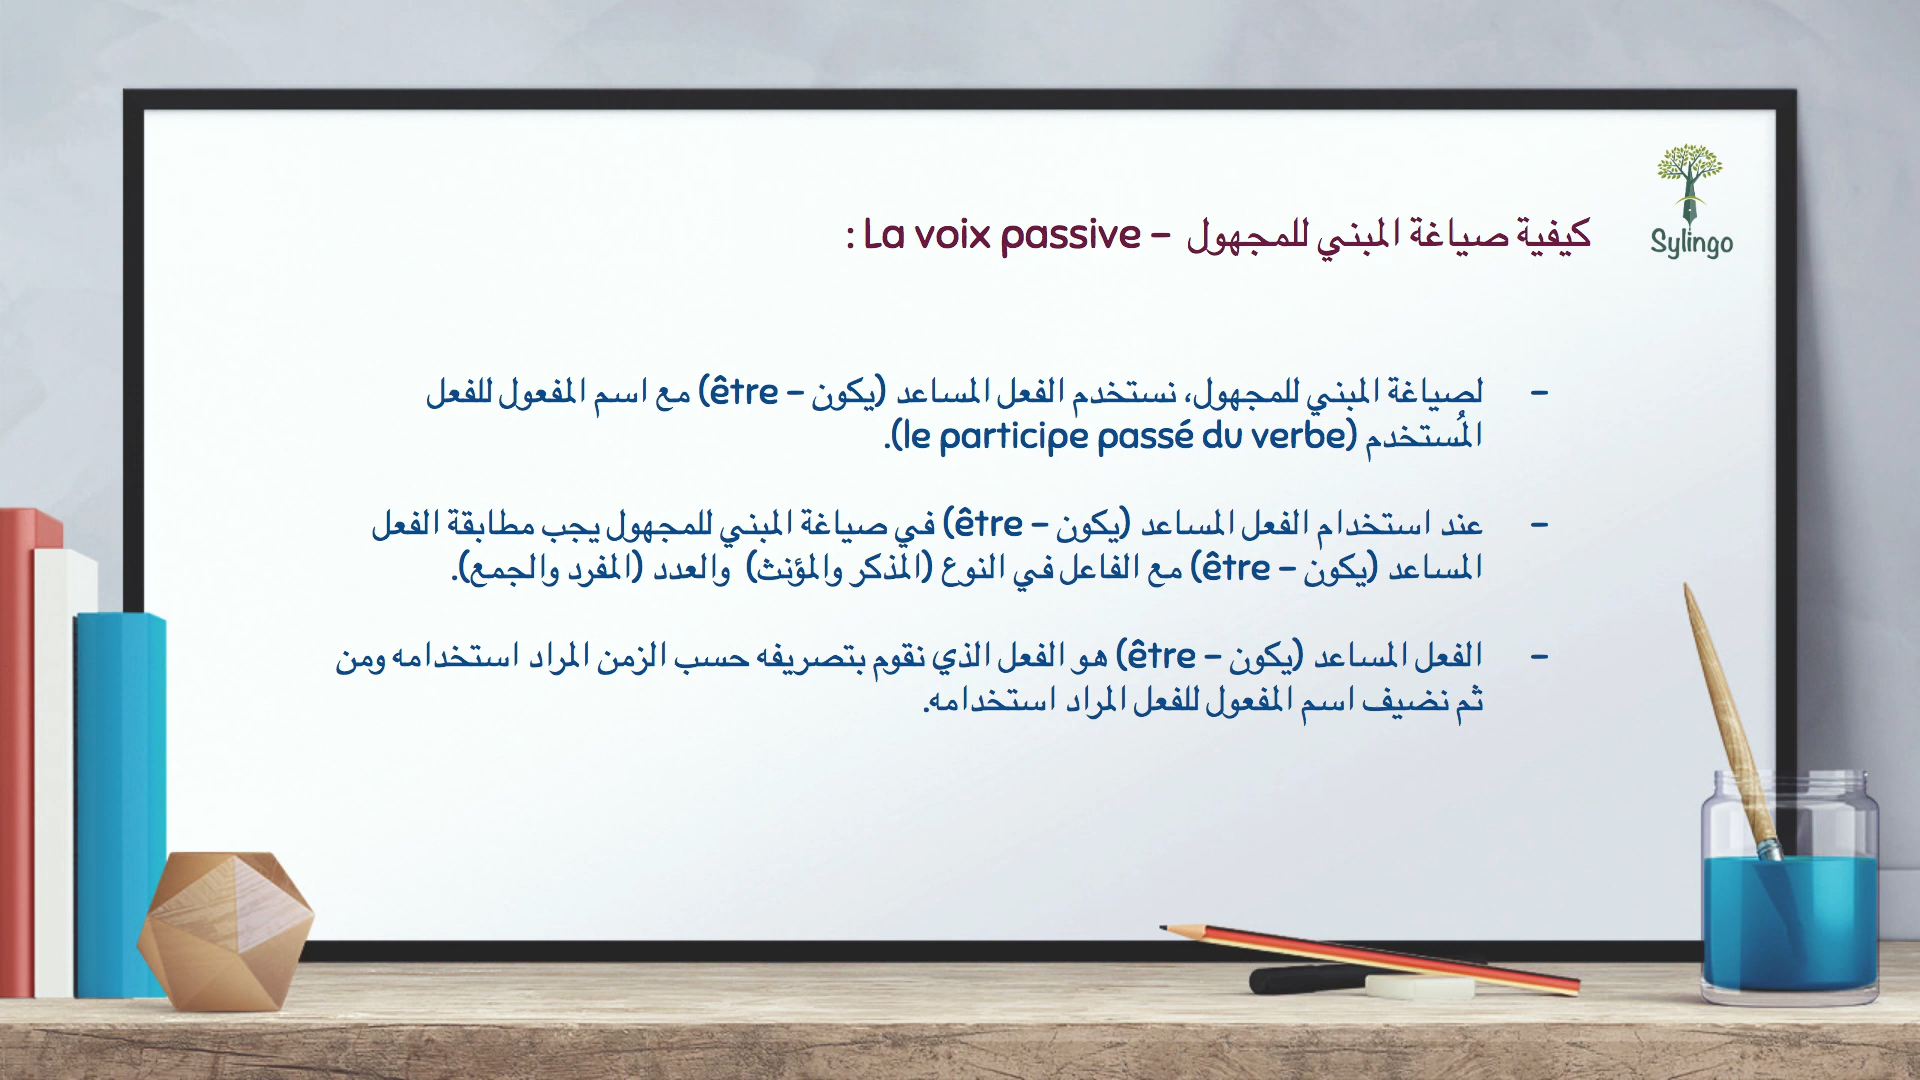 Sylingo
كيفية صياغة المبني للمجهول – La voix passive :
– لصياغة المبني للمجهول، نستخدم الفعل المساعد (يكون – être) مع اسم المفعول للفعل
المُستخدم (le participe passé du verbe).
– عند استخدام الفعل المساعد (يكون – être) في صياغة المبني للمجهول يجب مطابقة الفعل
المساعد (يكون – être) مع الفاعل في النوع (المذكر والمؤنث) والعدد (المفرد والجمع).
– الفعل المساعد (يكون – être) هو الفعل الذي نقوم بتصريفه حسب الزمن المراد استخدامه ومن
ثم نضيف اسم المفعول للفعل المراد استخدامه.